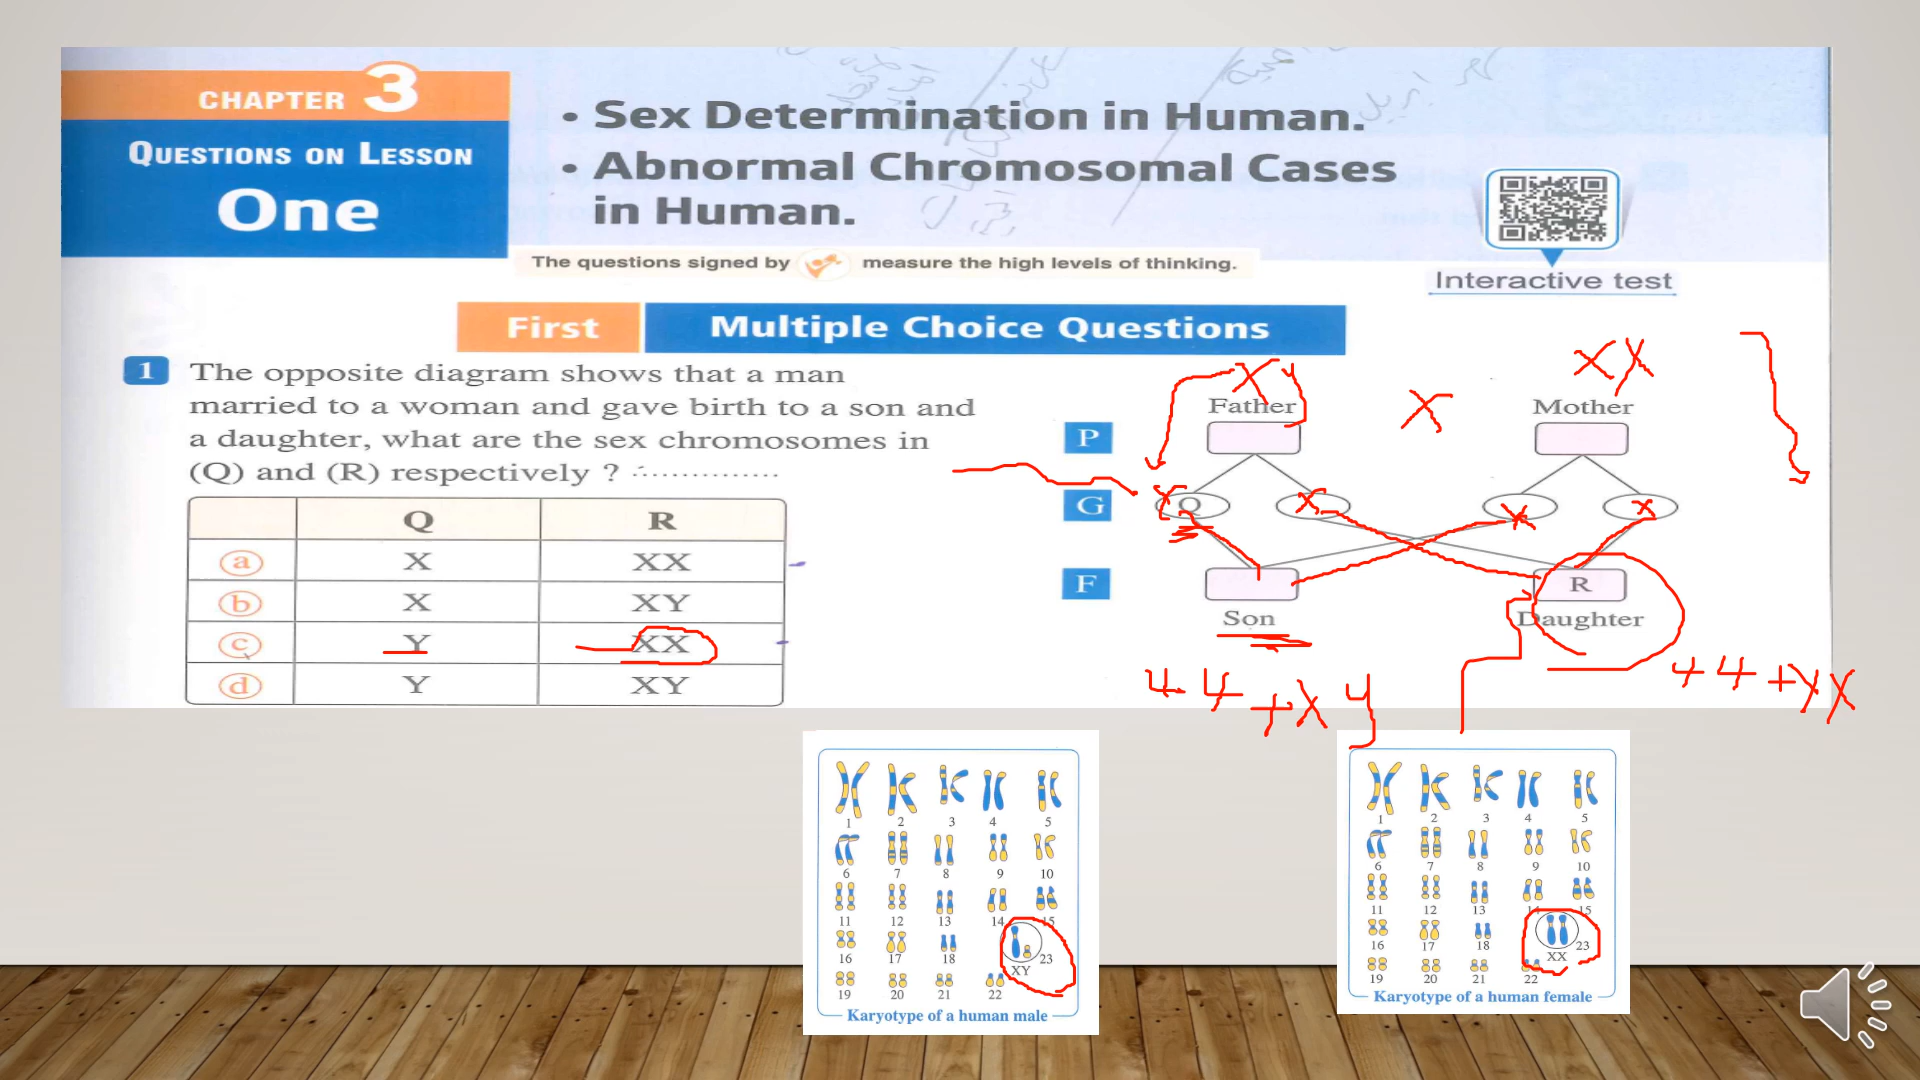 CHAPTER 3
QUESTIONS ON LESSON
One
• Sex Determination in Human.
• Abnormal Chromosomal Cases
in Human.
Interactive test
The questions signed by measure the high levels of thinking.
First Multiple Choice Questions
1 The opposite diagram shows that a man
married to a woman and gave birth to a son and
a daughter, what are the sex chromosomes in
(Q) and (R) respectively ? ...............
Q R
a X XX
b X XY
c Y XX
d Y XY
Xy X XX
Father Mother
P
G Q X X X
F R
Son Daughter
44+Xy 44+XX
1 2 3 4 5
6 7 8 9 10
11 12 13 14 15
16 17 18 XY 23
19 20 21 22
Karyotype of a human male
1 2 3 4 5
6 7 8 9 10
11 12 13 14 15
16 17 18 XX 23
19 20 21 22
Karyotype of a human female